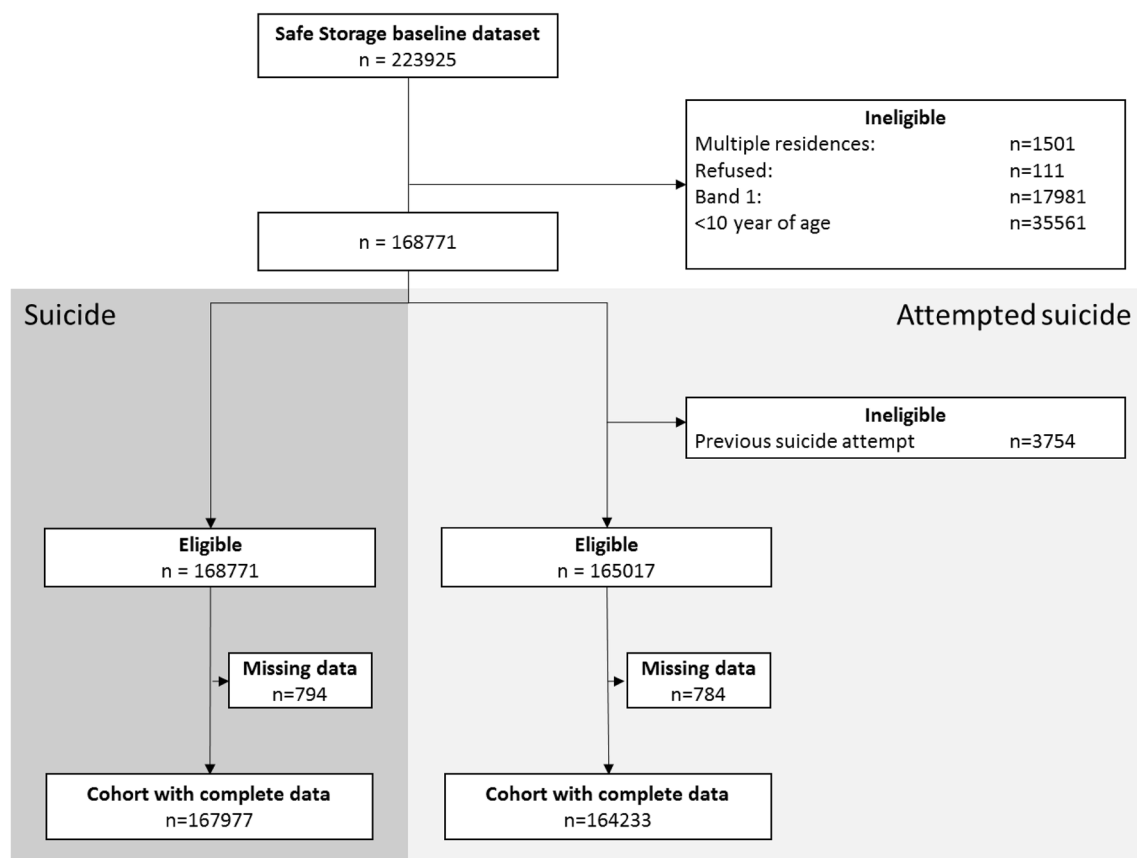 Safe Storage baseline dataset
n = 223925
Ineligible
Multiple residences: n=1501
Refused: n=111
Band 1: n=17981
<10 year of age n=35561
n = 168771
Suicide
Attempted suicide
Ineligible
Previous suicide attempt n=3754
Eligible
n = 168771
Eligible
n = 165017
Missing data
n=794
Missing data
n=784
Cohort with complete data
n=167977
Cohort with complete data
n=164233